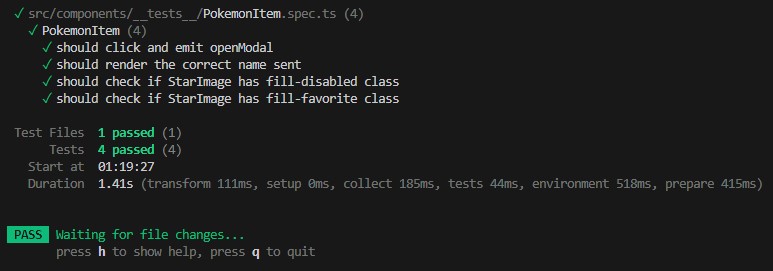 ✓ src/components/__tests__/PokemonItem.spec.ts (4)
✓ PokemonItem (4)
✓ should click and emit openModal
✓ should render the correct name sent
✓ should check if StarImage has fill-disabled class
✓ should check if StarImage has fill-favorite class
Test Files 1 passed (1)
Tests 4 passed (4)
Start at 01:19:27
Duration 1.41s (transform 111ms, setup 0ms, collect 185ms, tests 44ms, environment 518ms, prepare 415ms)
PASS Waiting for file changes...
press h to show help, press q to quit